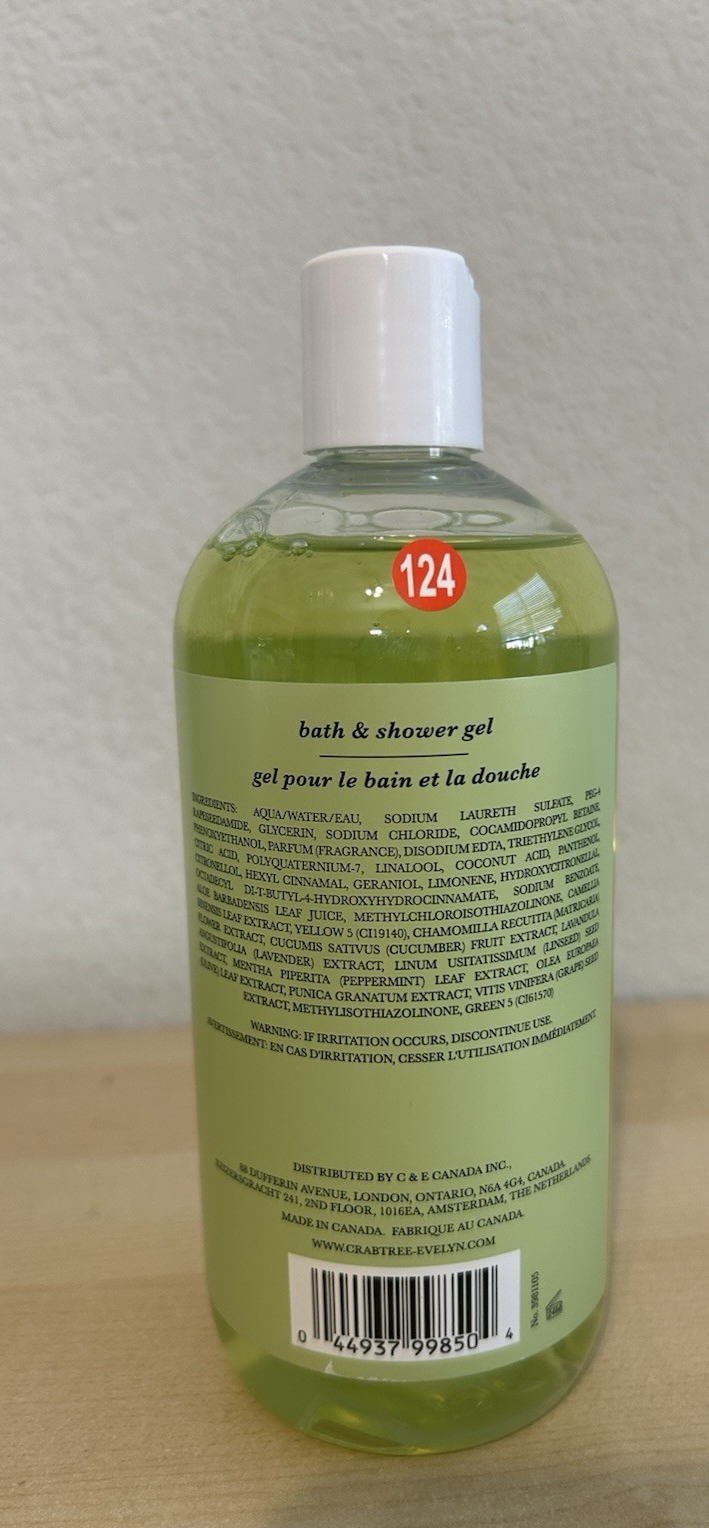 124
bath & shower gel
gel pour le bain et la douche
INGREDIENTS: AQUA/WATER/EAU, SODIUM LAURETH SULFATE, PEG-4
RAPESEEDAMIDE, GLYCERIN, SODIUM CHLORIDE, COCAMIDOPROPYL BETAINE,
PHENOXYETHANOL, PARFUM (FRAGRANCE), DISODIUM EDTA, TRIETHYLENE GLYCOL,
CITRIC ACID, POLYQUATERNIUM-7, LINALOOL, COCONUT ACID, PANTHENOL,
CITRONELLOL, HEXYL CINNAMAL, GERANIOL, LIMONENE, HYDROXYCITRONELLAL,
OCTADECYL DI-T-BUTYL-4-HYDROXYHYDROCINNAMATE, SODIUM BENZOATE,
ALOE BARBADENSIS LEAF JUICE, METHYLCHLOROISOTHIAZOLINONE, CAMELLIA
SINENSIS LEAF EXTRACT, YELLOW 5 (CI19140), CHAMOMILLA RECUTITA (MATRICARIA)
FLOWER EXTRACT, CUCUMIS SATIVUS (CUCUMBER) FRUIT EXTRACT, LAVANDULA
ANGUSTIFOLIA (LAVENDER) EXTRACT, LINUM USITATISSIMUM (LINSEED) SEED
EXTRACT, MENTHA PIPERITA (PEPPERMINT) LEAF EXTRACT, OLEA EUROPAEA
(OLIVE) LEAF EXTRACT, PUNICA GRANATUM EXTRACT, VITIS VINIFERA (GRAPE) SEED
EXTRACT, METHYLISOTHIAZOLINONE, GREEN 5 (CI61570)
WARNING: IF IRRITATION OCCURS, DISCONTINUE USE.
AVERTISSEMENT: EN CAS D'IRRITATION, CESSER L'UTILISATION IMMÉDIATEMENT.
DISTRIBUTED BY C & E CANADA INC.,
88 DUFFERIN AVENUE, LONDON, ONTARIO, N6A 4G4, CANADA.
KEIZERSGRACHT 241, 2ND FLOOR, 1016EA, AMSTERDAM, THE NETHERLANDS
MADE IN CANADA. FABRIQUE AU CANADA.
WWW.CRABTREE-EVELYN.COM
0 44937 99850 4